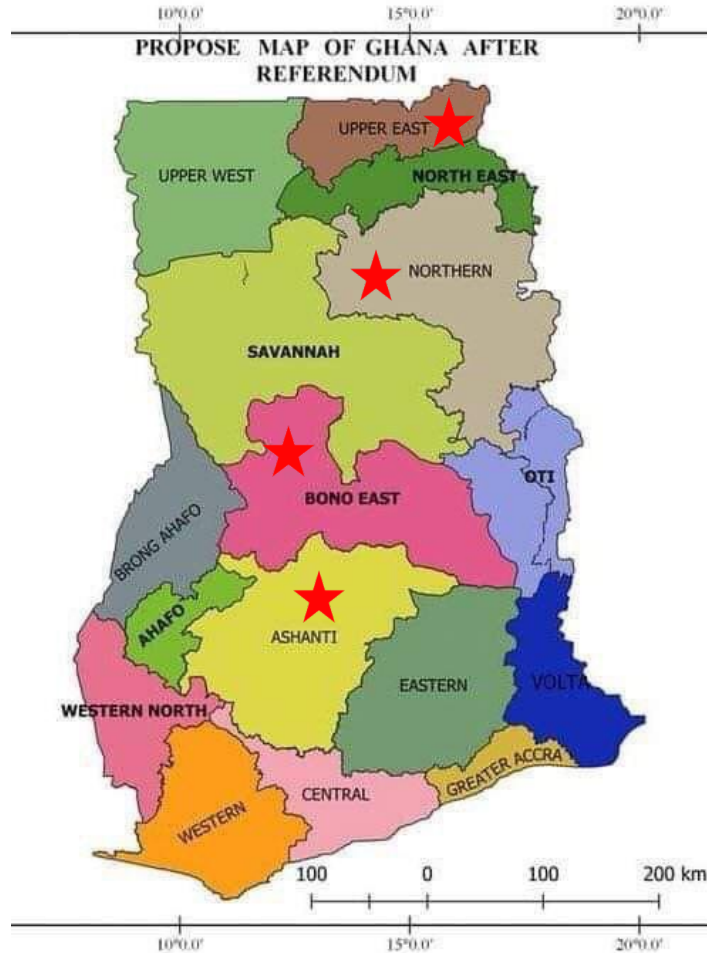 10°0.0' 15°0.0' 20°0.0'
PROPOSE MAP OF GHANA AFTER
REFERENDUM
UPPER EAST
UPPER WEST
NORTH EAST
NORTHERN
SAVANNAH
OTI
BONO EAST
BRONG AHAFO
AHAFO
ASHANTI
EASTERN
VOLTA
WESTERN NORTH
GREATER ACCRA
CENTRAL
WESTERN
100 0 100 200 km
10°0.0' 15°0.0' 20°0.0'